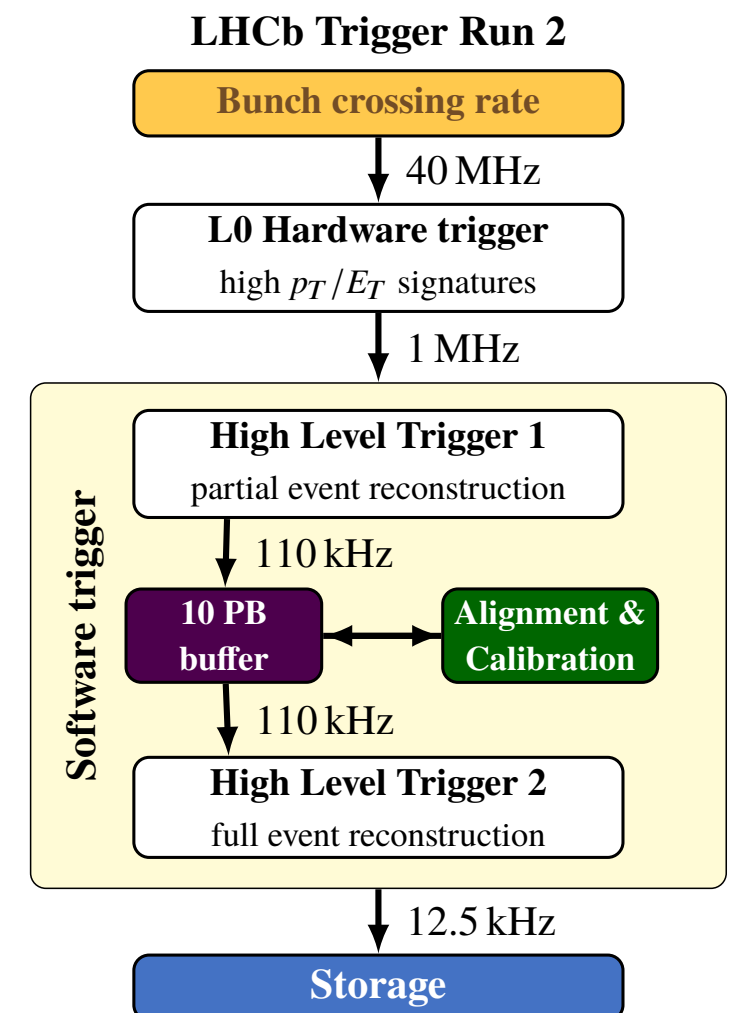 LHCb Trigger Run 2
Bunch crossing rate
40 MHz
L0 Hardware trigger
high p_T/E_T signatures
1 MHz
Software trigger
High Level Trigger 1
partial event reconstruction
110 kHz
10 PB
buffer
Alignment &
Calibration
110 kHz
High Level Trigger 2
full event reconstruction
12.5 kHz
Storage